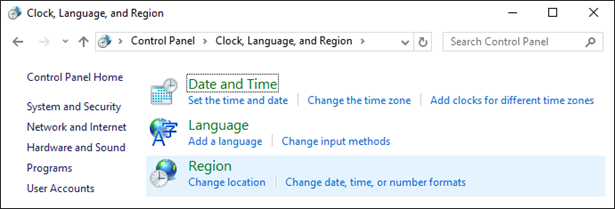 Clock, Language, and Region
Control Panel > Clock, Language, and Region >
Search Control Panel
Control Panel Home
System and Security
Network and Internet
Hardware and Sound
Programs
User Accounts
Date and Time
Set the time and date Change the time zone Add clocks for different time zones
Language
Add a language Change input methods
Region
Change location Change date, time, or number formats